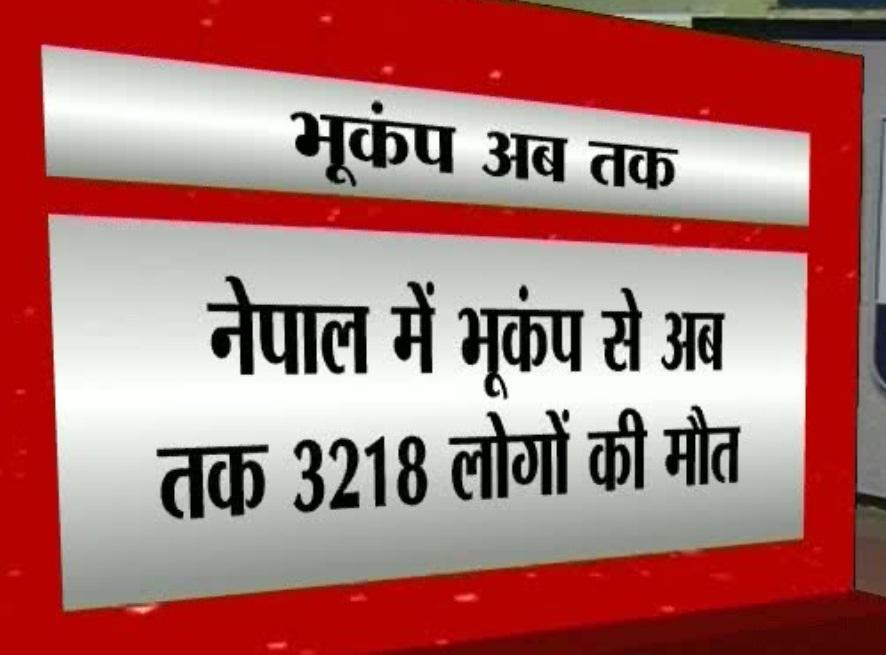 भूकंप अब तक
नेपाल में भूकंप से अब
तक 3218 लोगों की मौत